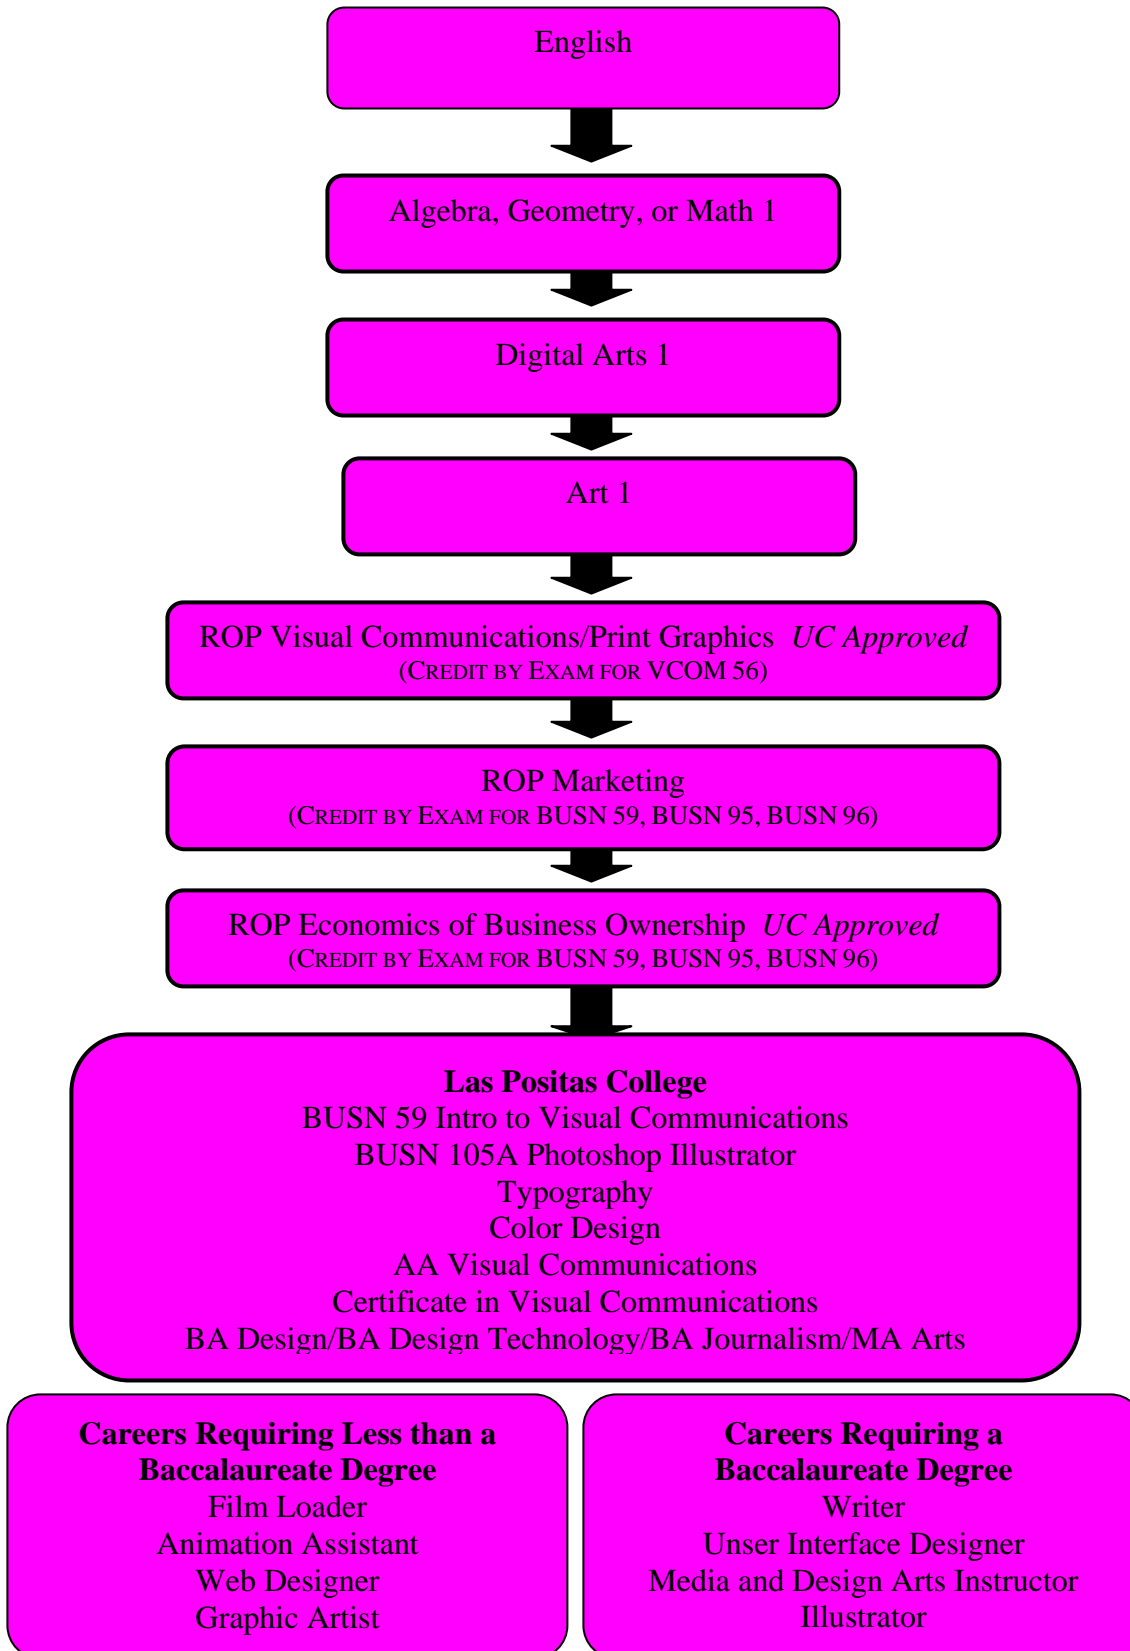 English
Algebra, Geometry, or Math 1
Digital Arts 1
Art 1
ROP Visual Communications/Print Graphics UC Approved
(CREDIT BY EXAM FOR VCOM 56)
ROP Marketing
(CREDIT BY EXAM FOR BUSN 59, BUSN 95, BUSN 96)
ROP Economics of Business Ownership UC Approved
(CREDIT BY EXAM FOR BUSN 59, BUSN 95, BUSN 96)
Las Positas College
BUSN 59 Intro to Visual Communications
BUSN 105A Photoshop Illustrator
Typography
Color Design
AA Visual Communications
Certificate in Visual Communications
BA Design/BA Design Technology/BA Journalism/MA Arts
Careers Requiring Less than a
Baccalaureate Degree
Film Loader
Animation Assistant
Web Designer
Graphic Artist
Careers Requiring a
Baccalaureate Degree
Writer
Unser Interface Designer
Media and Design Arts Instructor
Illustrator